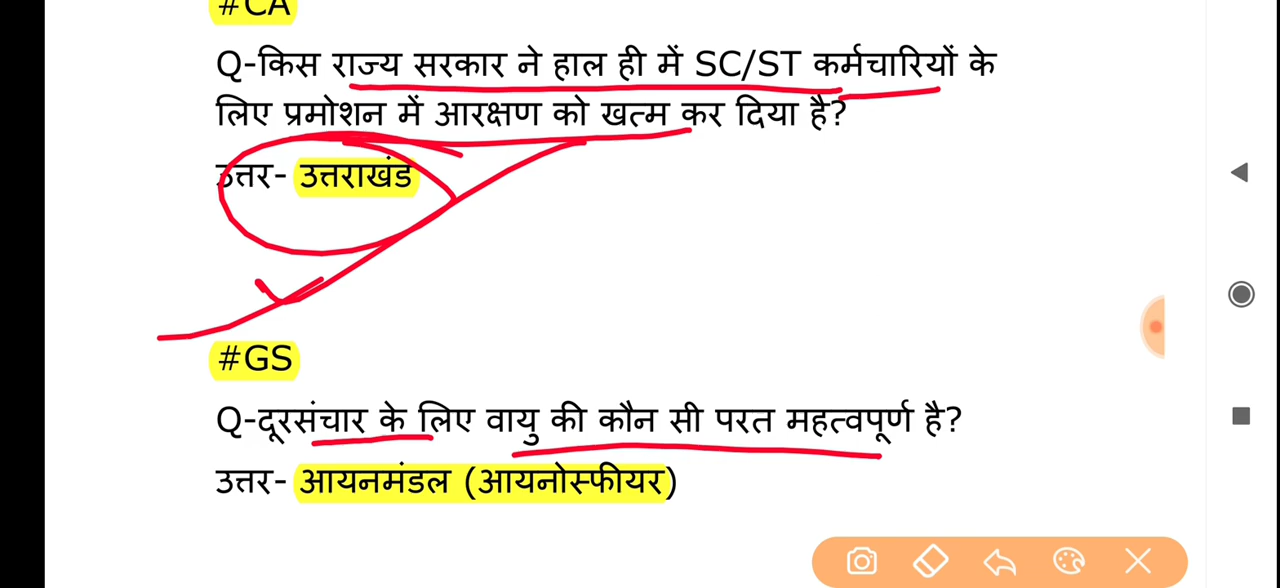 #CA
Q-किस राज्य सरकार ने हाल ही में SC/ST कर्मचारियों के
लिए प्रमोशन में आरक्षण को खत्म कर दिया है?
उत्तर- उत्तराखंड
#GS
Q-दूरसंचार के लिए वायु की कौन सी परत महत्वपूर्ण है?
उत्तर- आयनमंडल (आयनोस्फीयर)